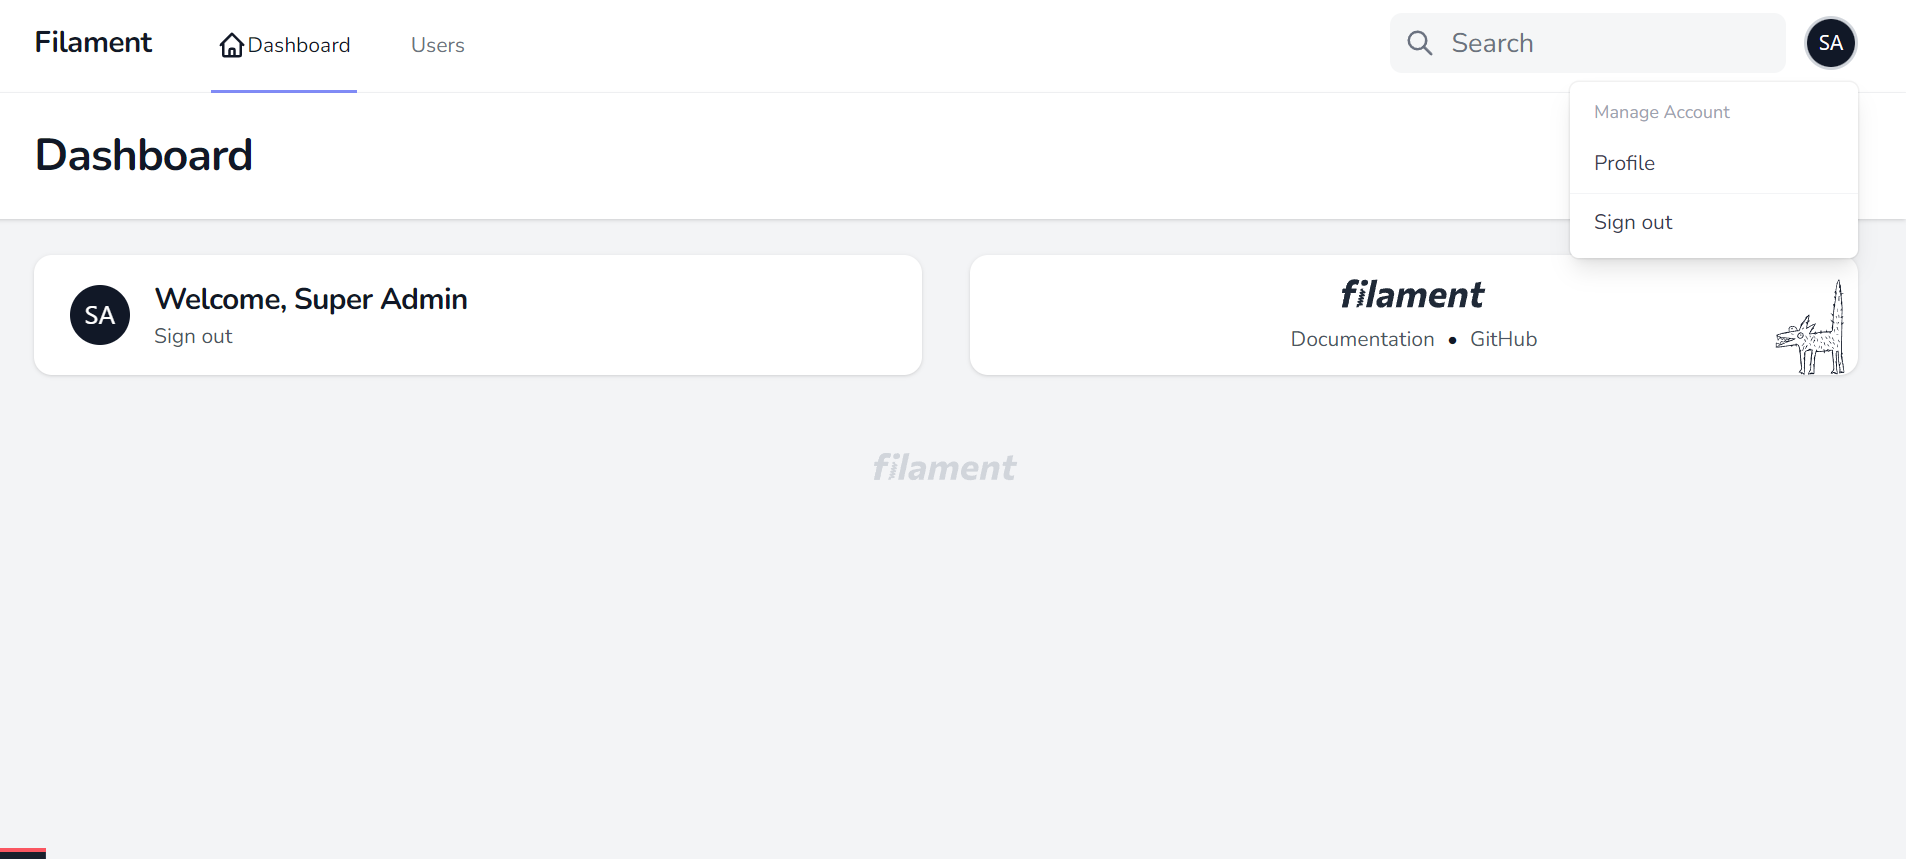 Filament
Dashboard
Users
Search
SA
Manage Account
Profile
Sign out
Dashboard
SA
Welcome, Super Admin
Sign out
filament
Documentation • GitHub
filament